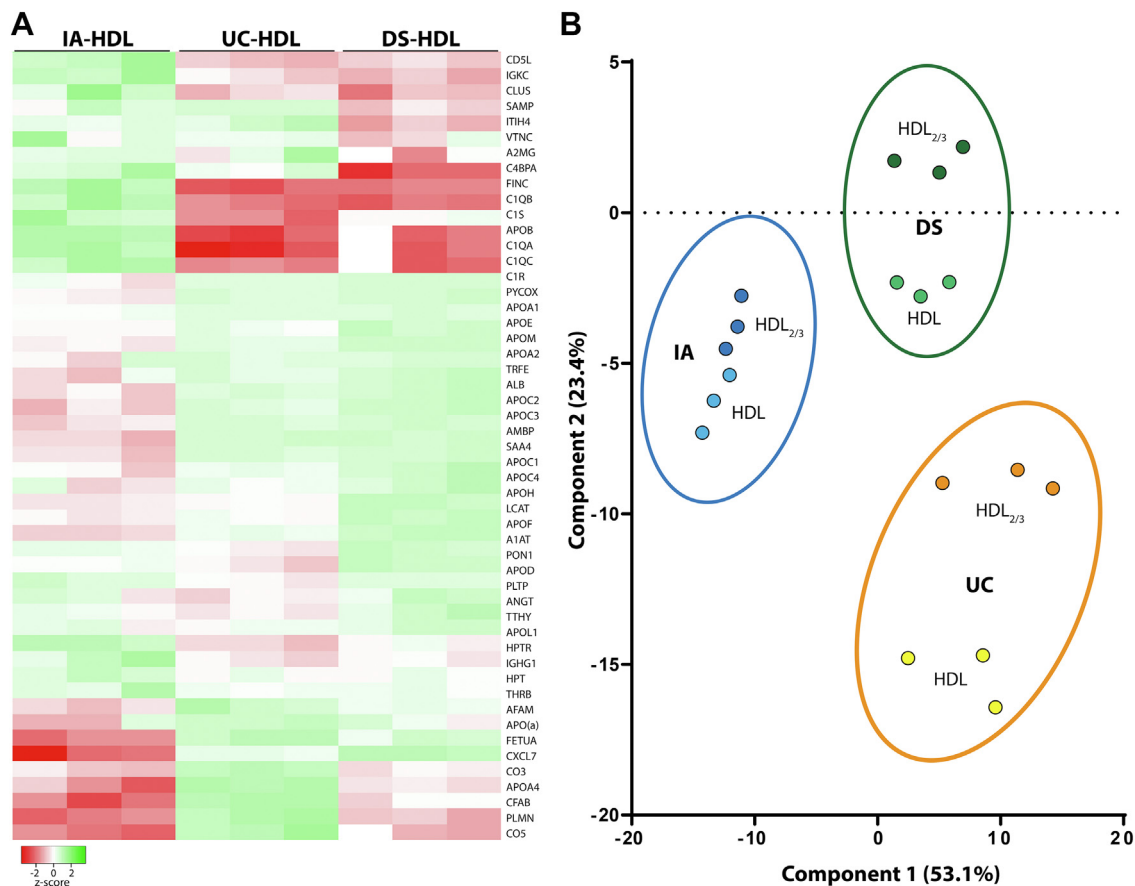 A
IA-HDL UC-HDL DS-HDL
CD5L
IGKC
CLUS
SAMP
ITIH4
VTNC
A2MG
C4BPA
FINC
C1QB
C1S
APOB
C1QA
C1QC
C1R
PYCOX
APOA1
APOE
APOM
APOA2
TRFE
ALB
APOC2
APOC3
AMBP
SAA4
APOC1
APOC4
APOH
LCAT
APOF
A1AT
PON1
APOD
PLTP
ANGT
TTHY
APOL1
HPTR
IGHG1
HPT
THRB
AFAM
APO(a)
FETUA
CXCL7
CO3
APOA4
CFAB
PLMN
CO5
-2 0 2
z-score
B
5
0
-5
-10
-15
-20
Component 2 (23.4%)
HDL2/3
DS
HDL
IA
HDL2/3
HDL
HDL2/3
UC
HDL
-20 -10 0 10 20
Component 1 (53.1%)